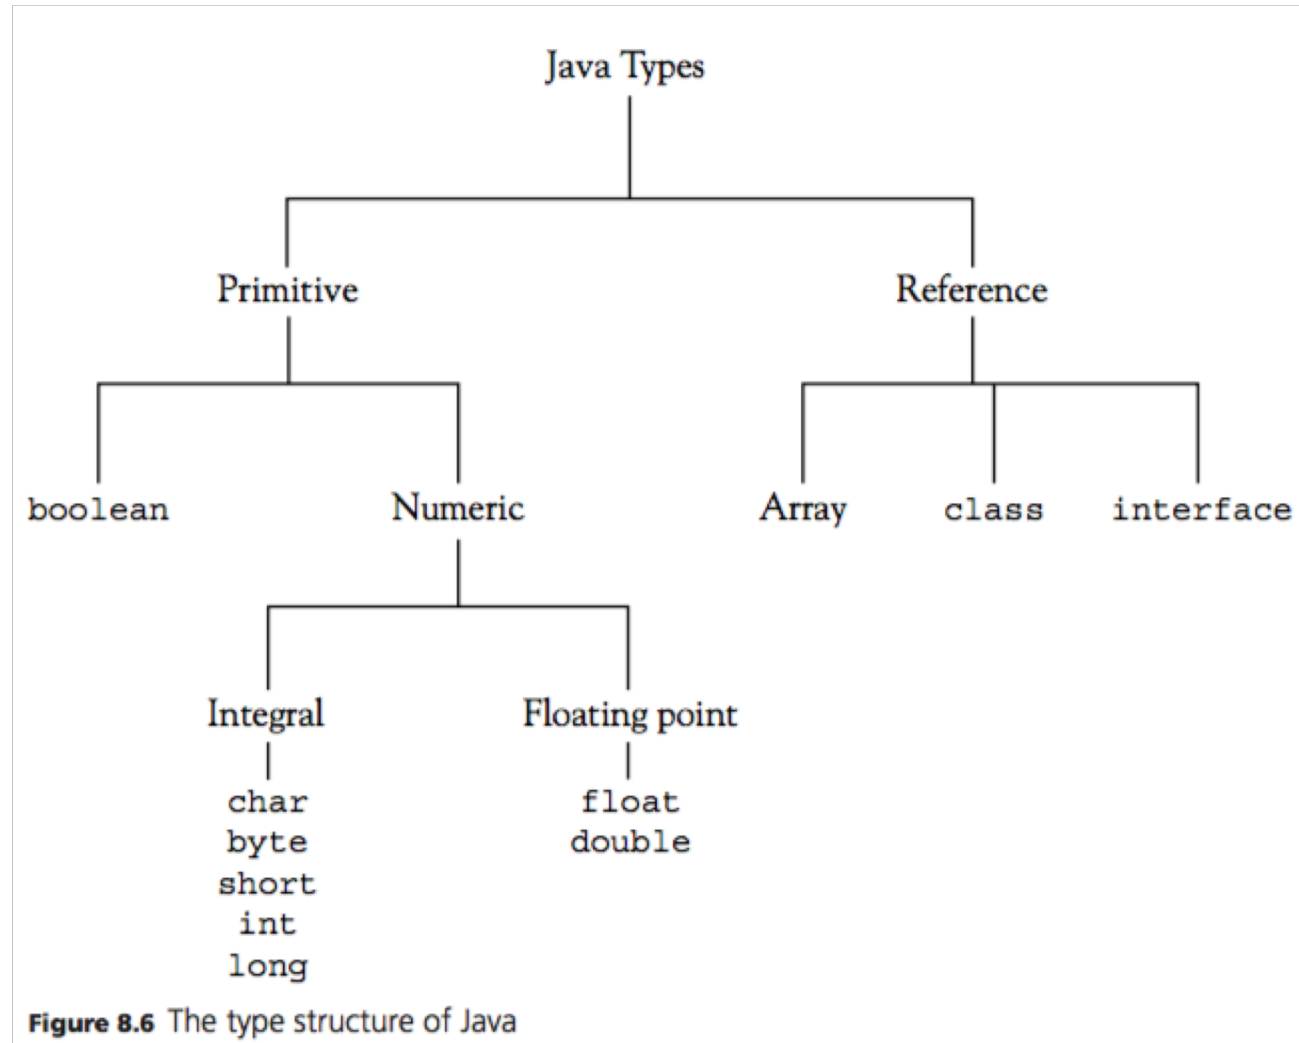 Java Types
Primitive Reference
boolean Numeric Array class interface
Integral Floating point
char float
byte double
short
int
long
Figure 8.6 The type structure of Java